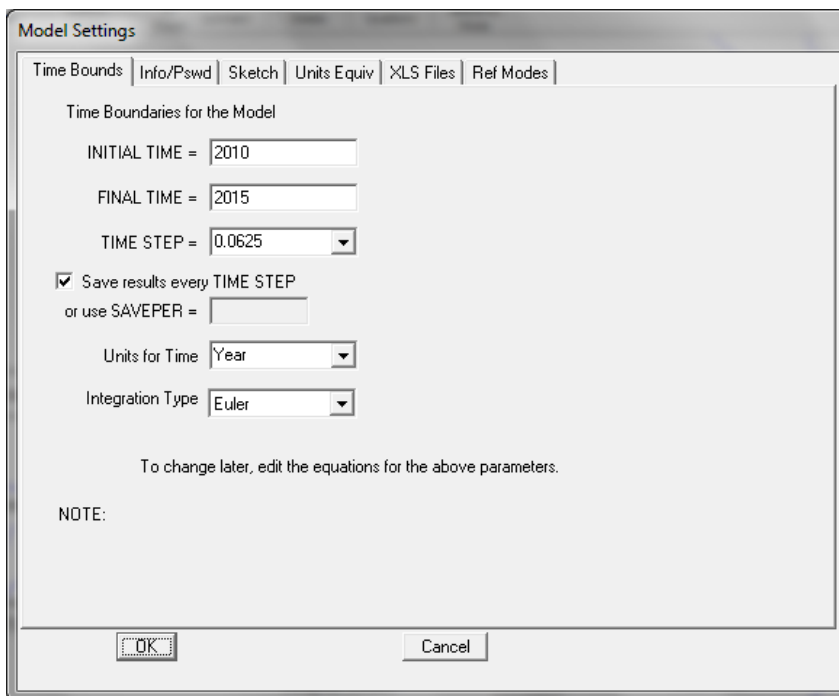 Model Settings
Time Bounds Info/Pswd Sketch Units Equiv XLS Files Ref Modes
Time Boundaries for the Model
INITIAL TIME = 2010
FINAL TIME = 2015
TIME STEP = 0.0625
Save results every TIME STEP
or use SAVEPER =
Units for Time Year
Integration Type Euler
To change later, edit the equations for the above parameters.
NOTE:
OK Cancel